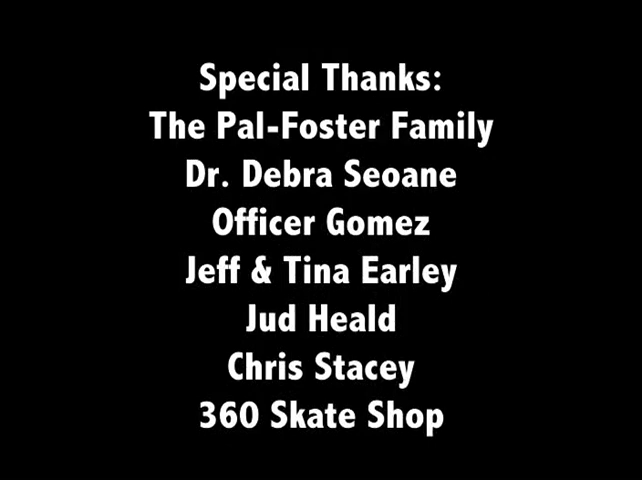 Special Thanks:
The Pal-Foster Family
Dr. Debra Seoane
Officer Gomez
Jeff & Tina Earley
Jud Heald
Chris Stacey
360 Skate Shop